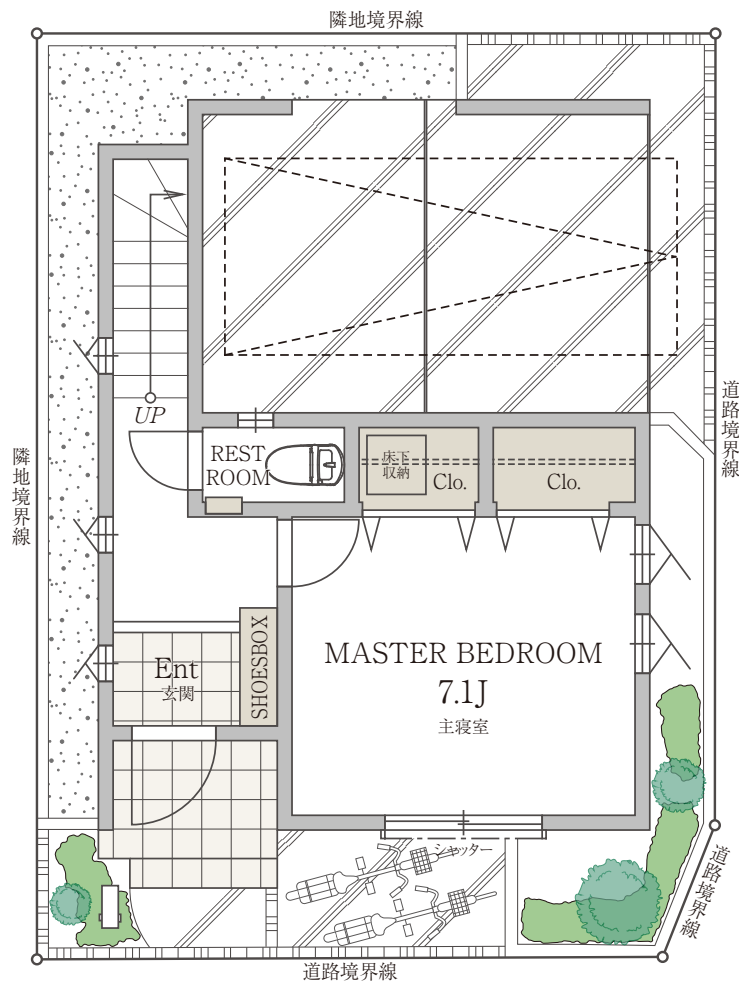 隣地境界線
道路境界線
隣地境界線
UP
REST
ROOM
床下
収納
Clo.
Clo.
MASTER BEDROOM
7.1J
主寝室
SHOESBOX
Ent
玄関
シャッター
道路境界線
道路境界線